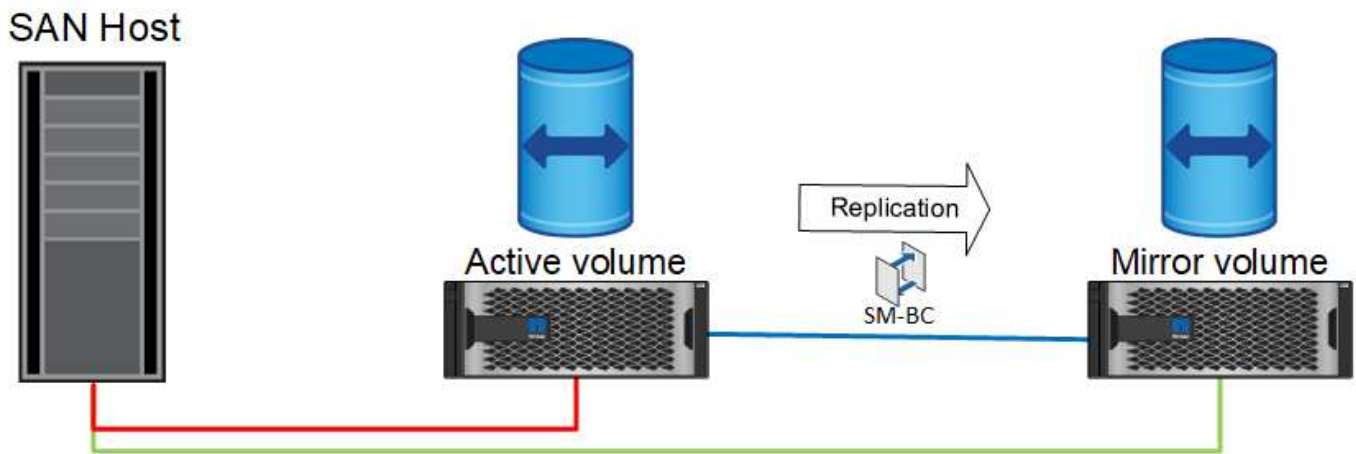 SAN Host
Replication
Active volume
Mirror volume
SM-BC